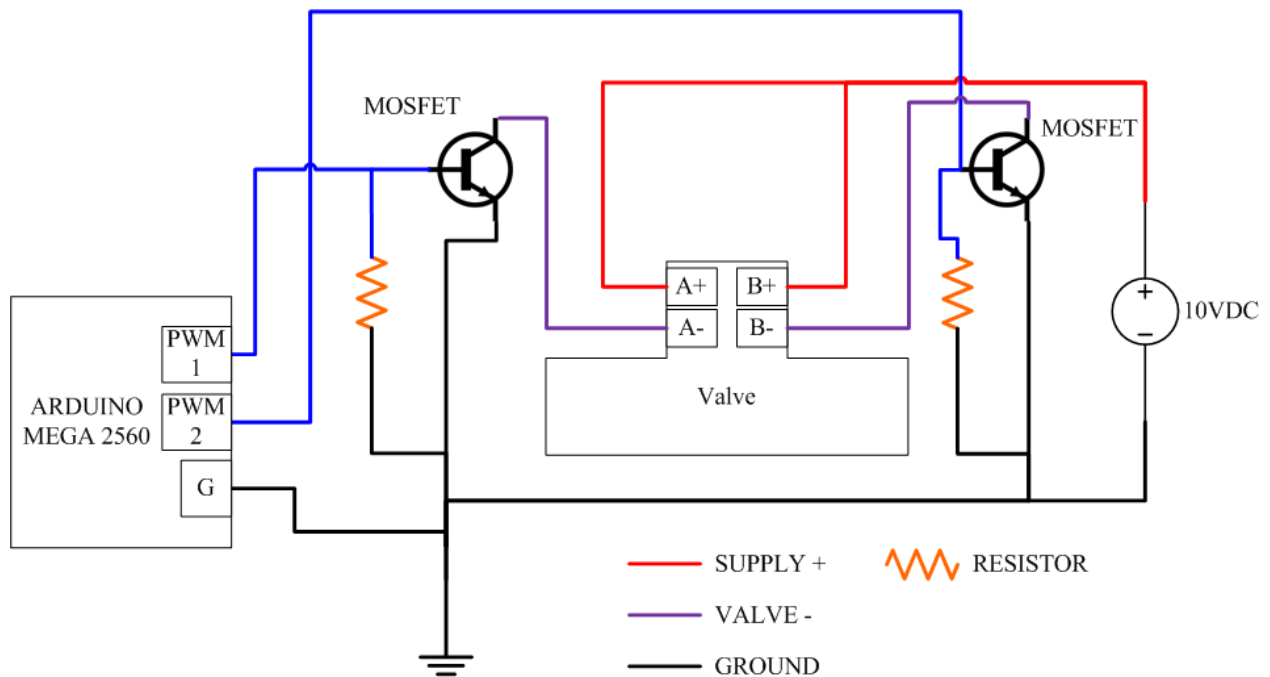 MOSFET
MOSFET
A+
B+
A-
B-
+
−
10VDC
Valve
PWM
1
ARDUINO
MEGA 2560
PWM
2
G
SUPPLY +
RESISTOR
VALVE -
GROUND